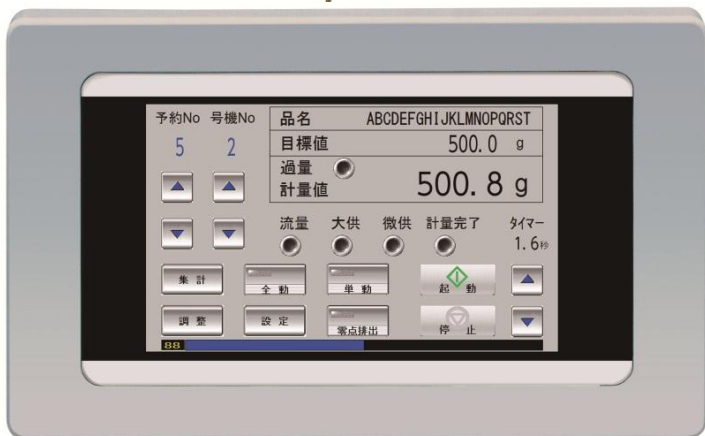 予約No 号機No
5 2
品名 ABCDEFGHIJKLMNOPQRST
目標値 500.0 g
過量
計量値 500.8 g
流量 大供 微供 計量完了 タイマー
1.6秒
集計 全動 単動 起動
調整 設定 零点排出 停止
88